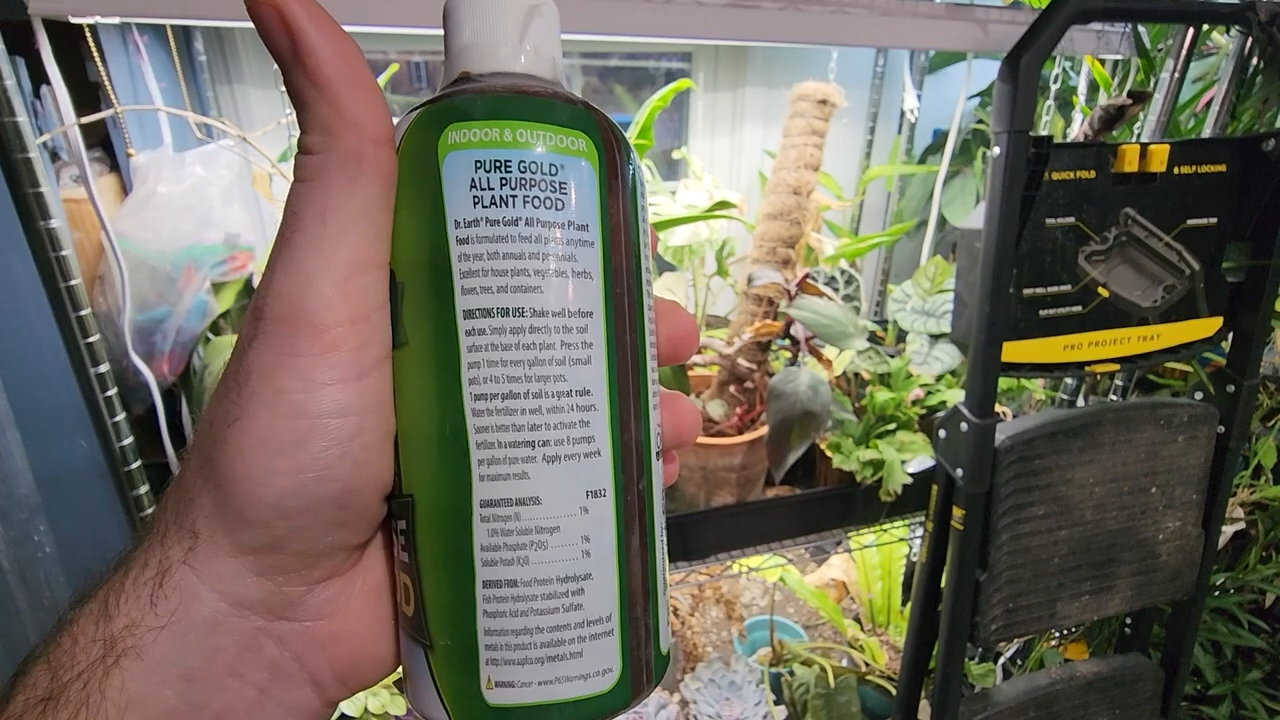 INDOOR & OUTDOOR
PURE GOLD®
ALL PURPOSE
PLANT FOOD
Dr. Earth® Pure Gold® All Purpose Plant
Food is formulated to feed all plants anytime
of the year, both annuals and perennials.
Excellent for house plants, vegetables, herbs,
flowers, trees, and containers.
DIRECTIONS FOR USE: Shake well before
each use. Simply apply directly to the soil
surface at the base of each plant. Press the
pump 1 time for every gallon of soil (small
pots), or 4 to 5 times for larger pots.
1 pump per gallon of soil is a great rule.
Water the fertilizer in well, within 24 hours.
Sooner is better than later to activate the
fertilizer. In a watering can: use 8 pumps
per gallon of pure water. Apply every week
for maximum results.
GUARANTEED ANALYSIS: F1832
Total Nitrogen (N)................ 1%
1.0% Water Soluble Nitrogen
Available Phosphate (P2O5) ........ 1%
Soluble Potash (K2O) ............. 1%
DERIVED FROM: Food Protein Hydrolysate,
Fish Protein Hydrolysate stabilized with
Phosphoric Acid and Potassium Sulfate.
Information regarding the contents and levels of
metals in this product is available on the internet
at http://www.aapfco.org/metals.html
WARNING: Cancer - www.P65Warnings.ca.gov.
QUICK FOLD
& SELF LOCKING
PRO PROJECT TRAY